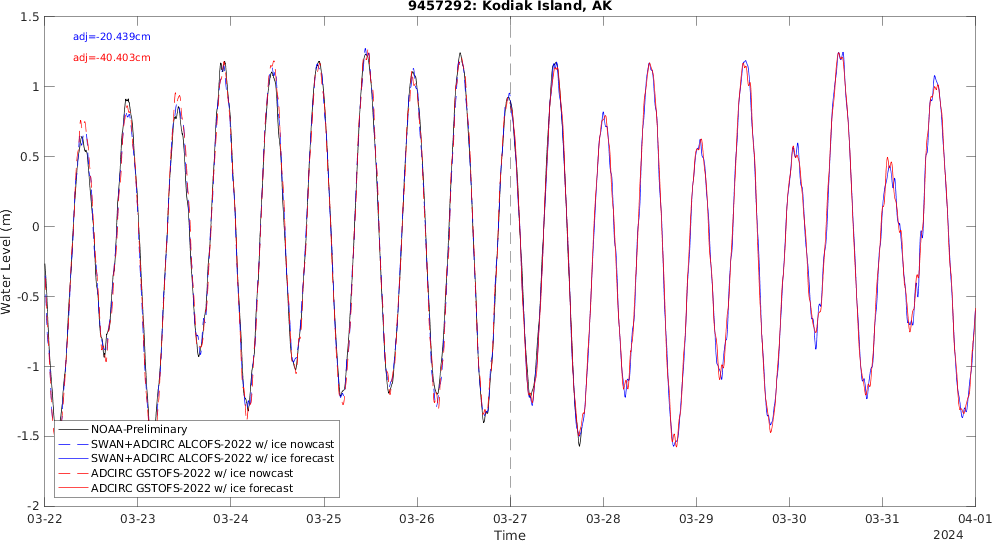 9457292: Kodiak Island, AK
adj=-20.439cm
adj=-40.403cm
1.5
1
0.5
0
-0.5
-1
-1.5
-2
Water Level (m)
NOAA-Preliminary
SWAN+ADCIRC ALCOFS-2022 w/ ice nowcast
SWAN+ADCIRC ALCOFS-2022 w/ ice forecast
ADCIRC GSTOFS-2022 w/ ice nowcast
ADCIRC GSTOFS-2022 w/ ice forecast
03-22 03-23 03-24 03-25 03-26 03-27 03-28 03-29 03-30 03-31 04-01
Time
2024